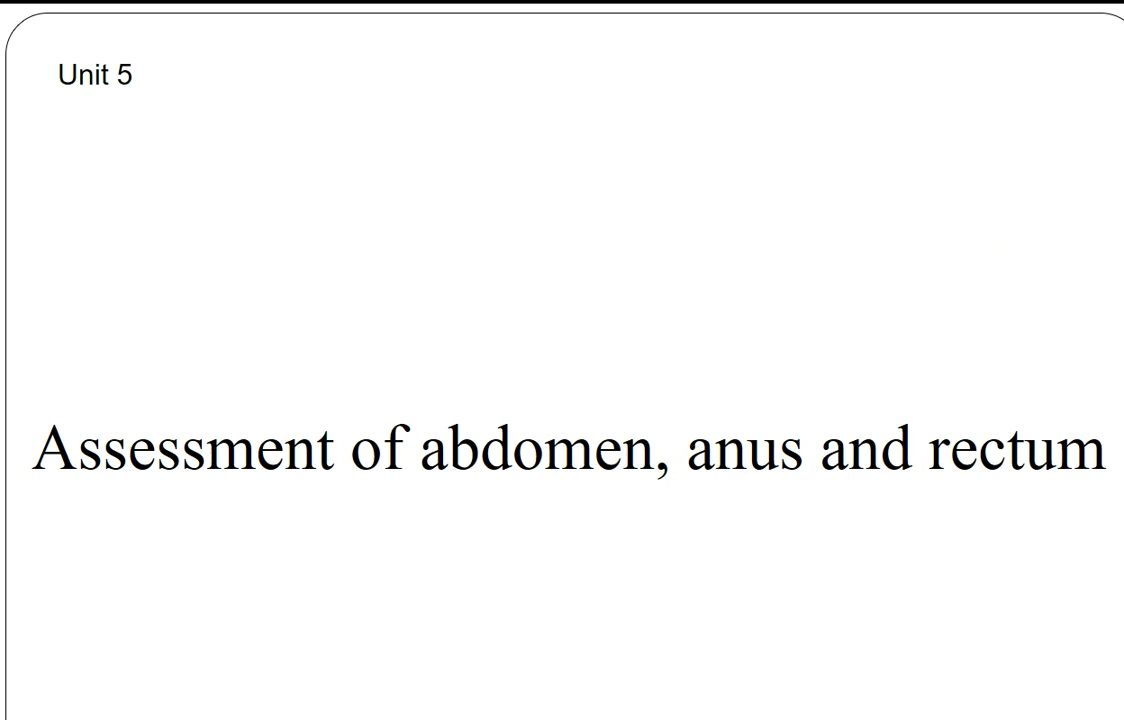 Unit 5
Assessment of abdomen, anus and rectum